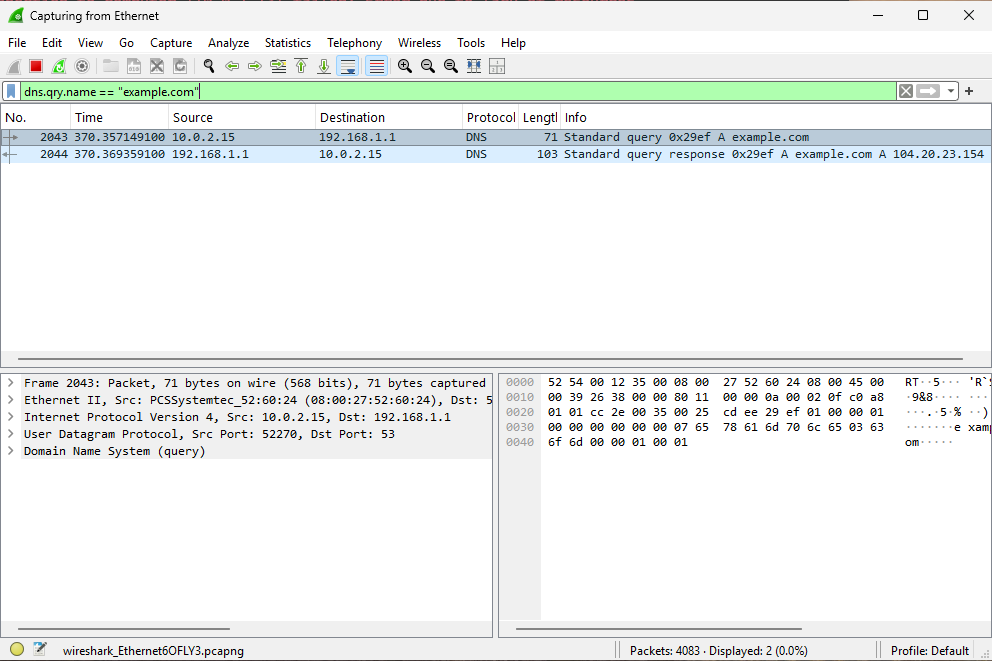 Capturing from Ethernet
File Edit View Go Capture Analyze Statistics Telephony Wireless Tools Help
dns.qry.name == "example.com"
No. Time Source Destination Protocol Lengtl Info
2043 370.357149100 10.0.2.15 192.168.1.1 DNS 71 Standard query 0x29ef A example.com
2044 370.369359100 192.168.1.1 10.0.2.15 DNS 103 Standard query response 0x29ef A example.com A 104.20.23.154
Frame 2043: Packet, 71 bytes on wire (568 bits), 71 bytes captured
Ethernet II, Src: PCSSystemtec_52:60:24 (08:00:27:52:60:24), Dst: 5
Internet Protocol Version 4, Src: 10.0.2.15, Dst: 192.168.1.1
User Datagram Protocol, Src Port: 52270, Dst Port: 53
Domain Name System (query)
0000 52 54 00 12 35 00 08 00 27 52 60 24 08 00 45 00 RT··5··· 'R`$
0010 00 39 26 38 00 00 80 11 00 00 0a 00 02 0f c0 a8 ·9&8···· ····
0020 01 01 cc 2e 00 35 00 25 cd ee 29 ef 01 00 00 01 ···.·5·% ··)
0030 00 00 00 00 00 00 07 65 78 61 6d 70 6c 65 03 63 ·······e xamp
0040 6f 6d 00 00 01 00 01 om·····
wireshark_Ethernet6OFLY3.pcapng
Packets: 4083 · Displayed: 2 (0.0%)
Profile: Default